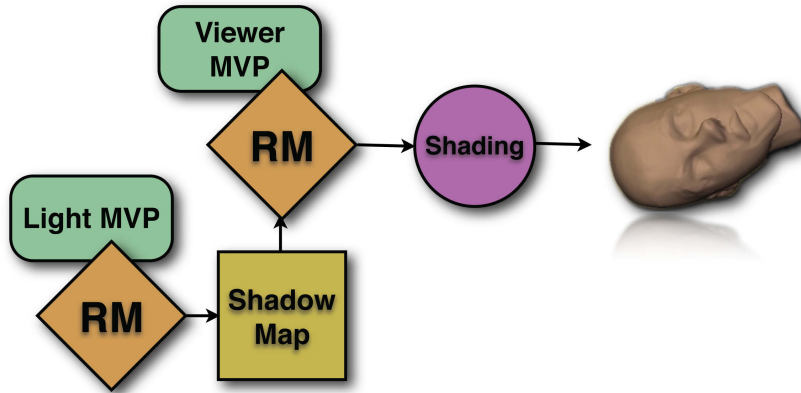 Viewer
MVP
RM
Shading
Light MVP
RM
Shadow
Map